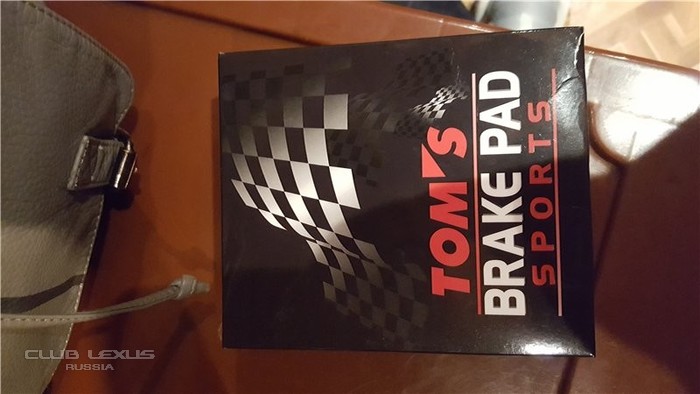 TOM'S
BRAKE PAD
SPORTS
CLUB LEXUS
RUSSIA